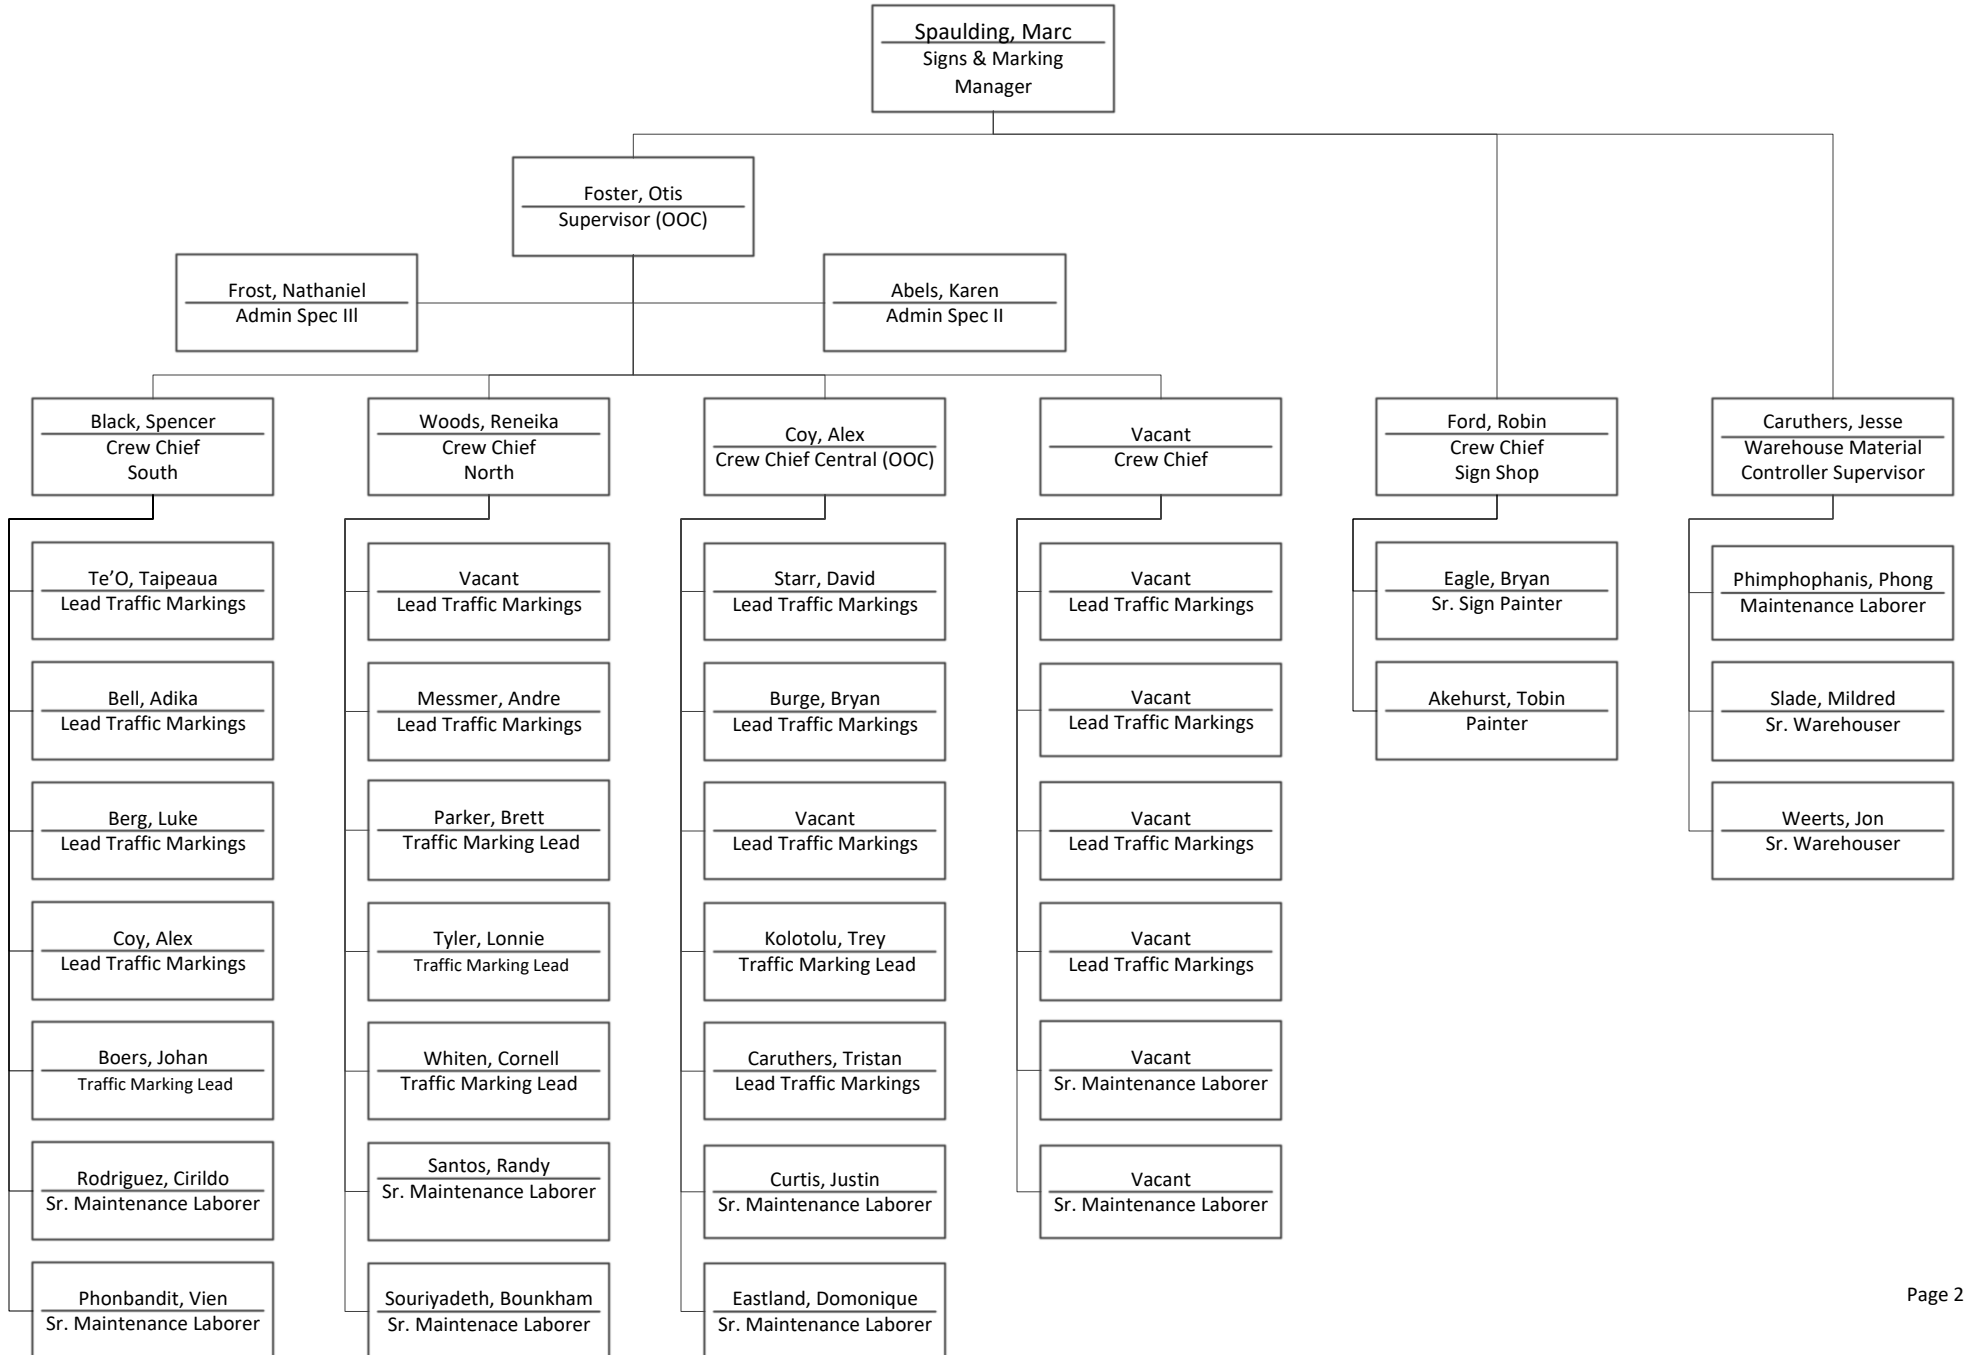 Spaulding, Marc
Signs & Marking
Manager
Foster, Otis
Supervisor (OOC)
Frost, Nathaniel
Admin Spec III
Abels, Karen
Admin Spec II
Black, Spencer
Crew Chief
South
Woods, Reneika
Crew Chief
North
Coy, Alex
Crew Chief Central (OOC)
Vacant
Crew Chief
Ford, Robin
Crew Chief
Sign Shop
Caruthers, Jesse
Warehouse Material
Controller Supervisor
Te’O, Taipeaua
Lead Traffic Markings
Vacant
Lead Traffic Markings
Starr, David
Lead Traffic Markings
Vacant
Lead Traffic Markings
Eagle, Bryan
Sr. Sign Painter
Phimphophanis, Phong
Maintenance Laborer
Bell, Adika
Lead Traffic Markings
Messmer, Andre
Lead Traffic Markings
Burge, Bryan
Lead Traffic Markings
Vacant
Lead Traffic Markings
Akehurst, Tobin
Painter
Slade, Mildred
Sr. Warehouser
Berg, Luke
Lead Traffic Markings
Parker, Brett
Traffic Marking Lead
Vacant
Lead Traffic Markings
Vacant
Lead Traffic Markings
Weerts, Jon
Sr. Warehouser
Coy, Alex
Lead Traffic Markings
Tyler, Lonnie
Traffic Marking Lead
Kolotolu, Trey
Traffic Marking Lead
Vacant
Lead Traffic Markings
Boers, Johan
Traffic Marking Lead
Whiten, Cornell
Traffic Marking Lead
Caruthers, Tristan
Lead Traffic Markings
Vacant
Sr. Maintenance Laborer
Rodriguez, Cirildo
Sr. Maintenance Laborer
Santos, Randy
Sr. Maintenance Laborer
Curtis, Justin
Sr. Maintenance Laborer
Vacant
Sr. Maintenance Laborer
Phonbandit, Vien
Sr. Maintenance Laborer
Souriyadeth, Bounkham
Sr. Maintenace Laborer
Eastland, Domonique
Sr. Maintenance Laborer
Page 2